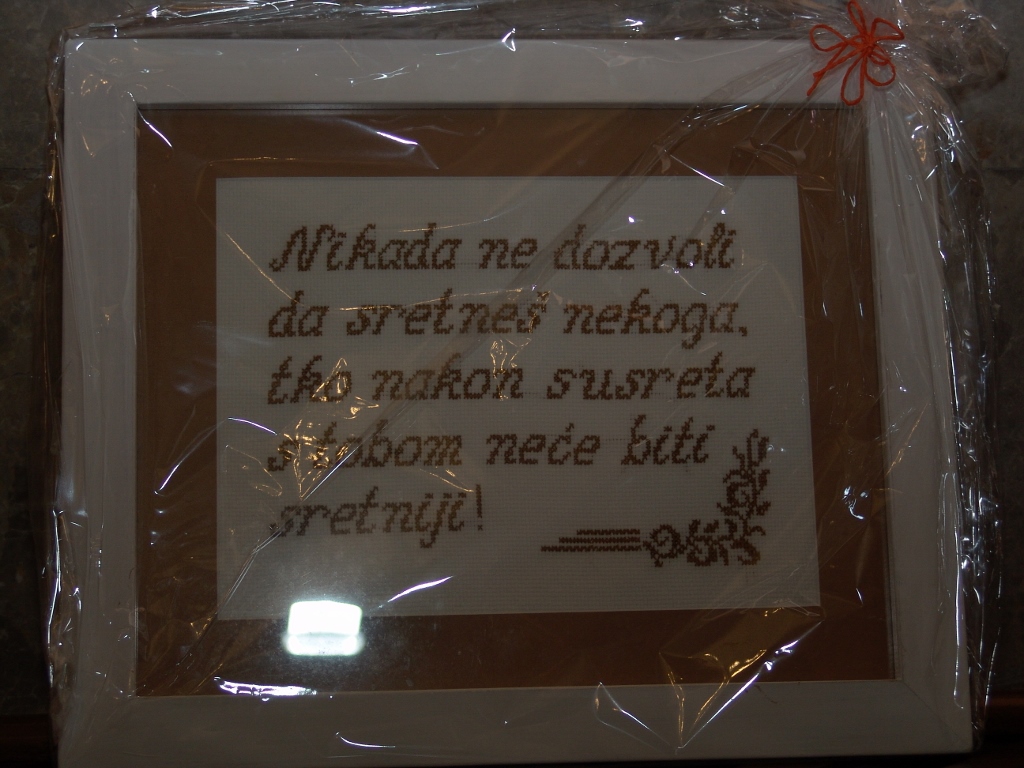 Nikada ne dozvoli
da sretneš nekoga,
tko nakon susreta
s tobom neće biti
sretniji!